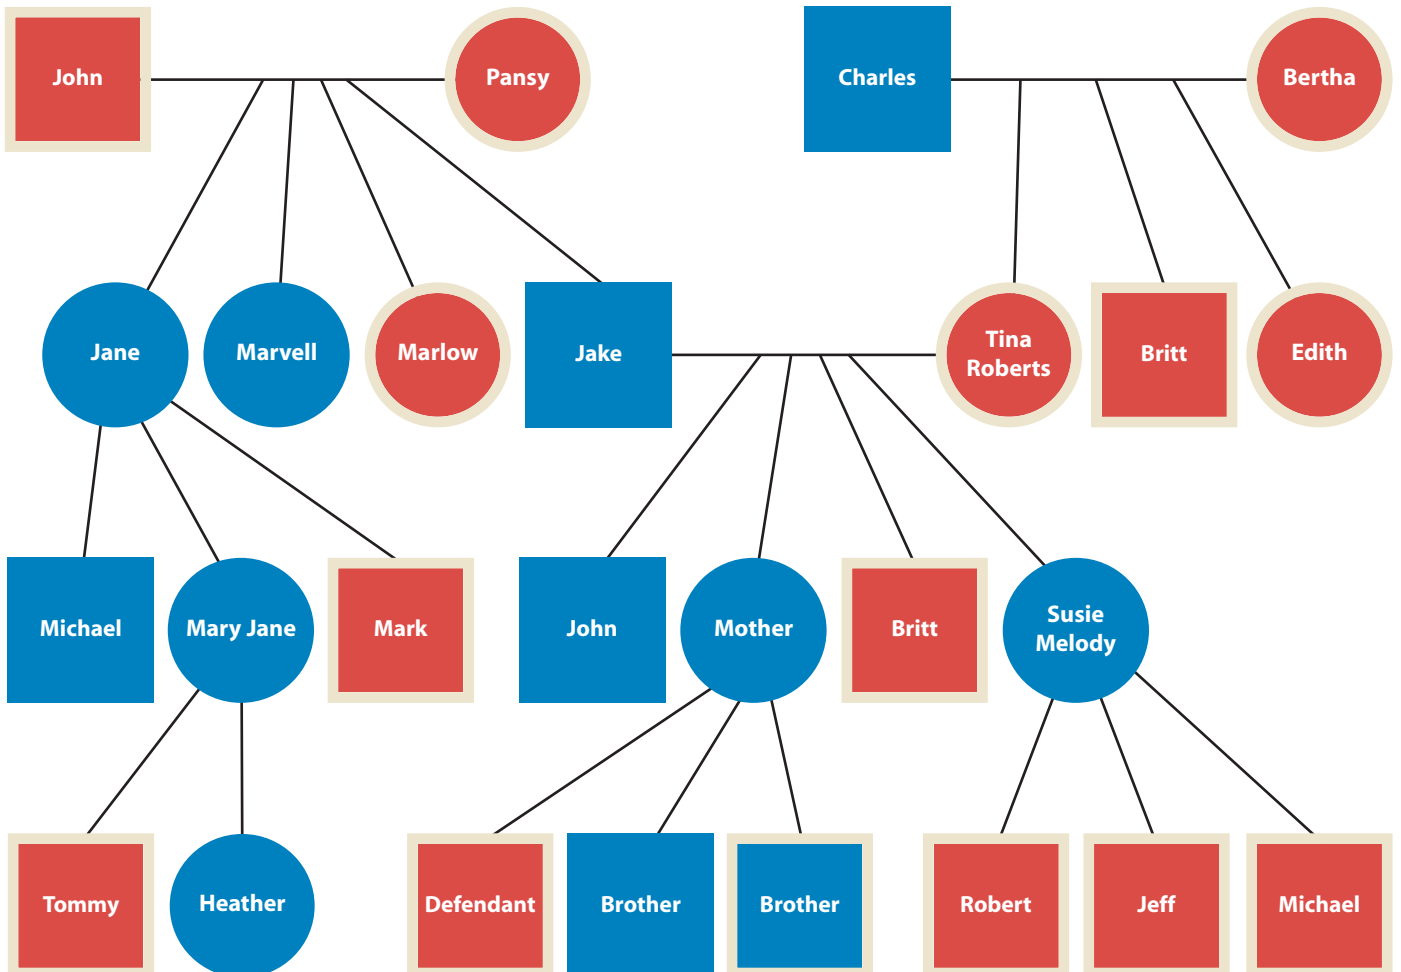 John
Pansy
Charles
Bertha
Jane
Marvell
Marlow
Jake
Tina
Roberts
Britt
Edith
Michael
Mary Jane
Mark
John
Mother
Britt
Susie
Melody
Tommy
Heather
Defendant
Brother
Brother
Robert
Jeff
Michael